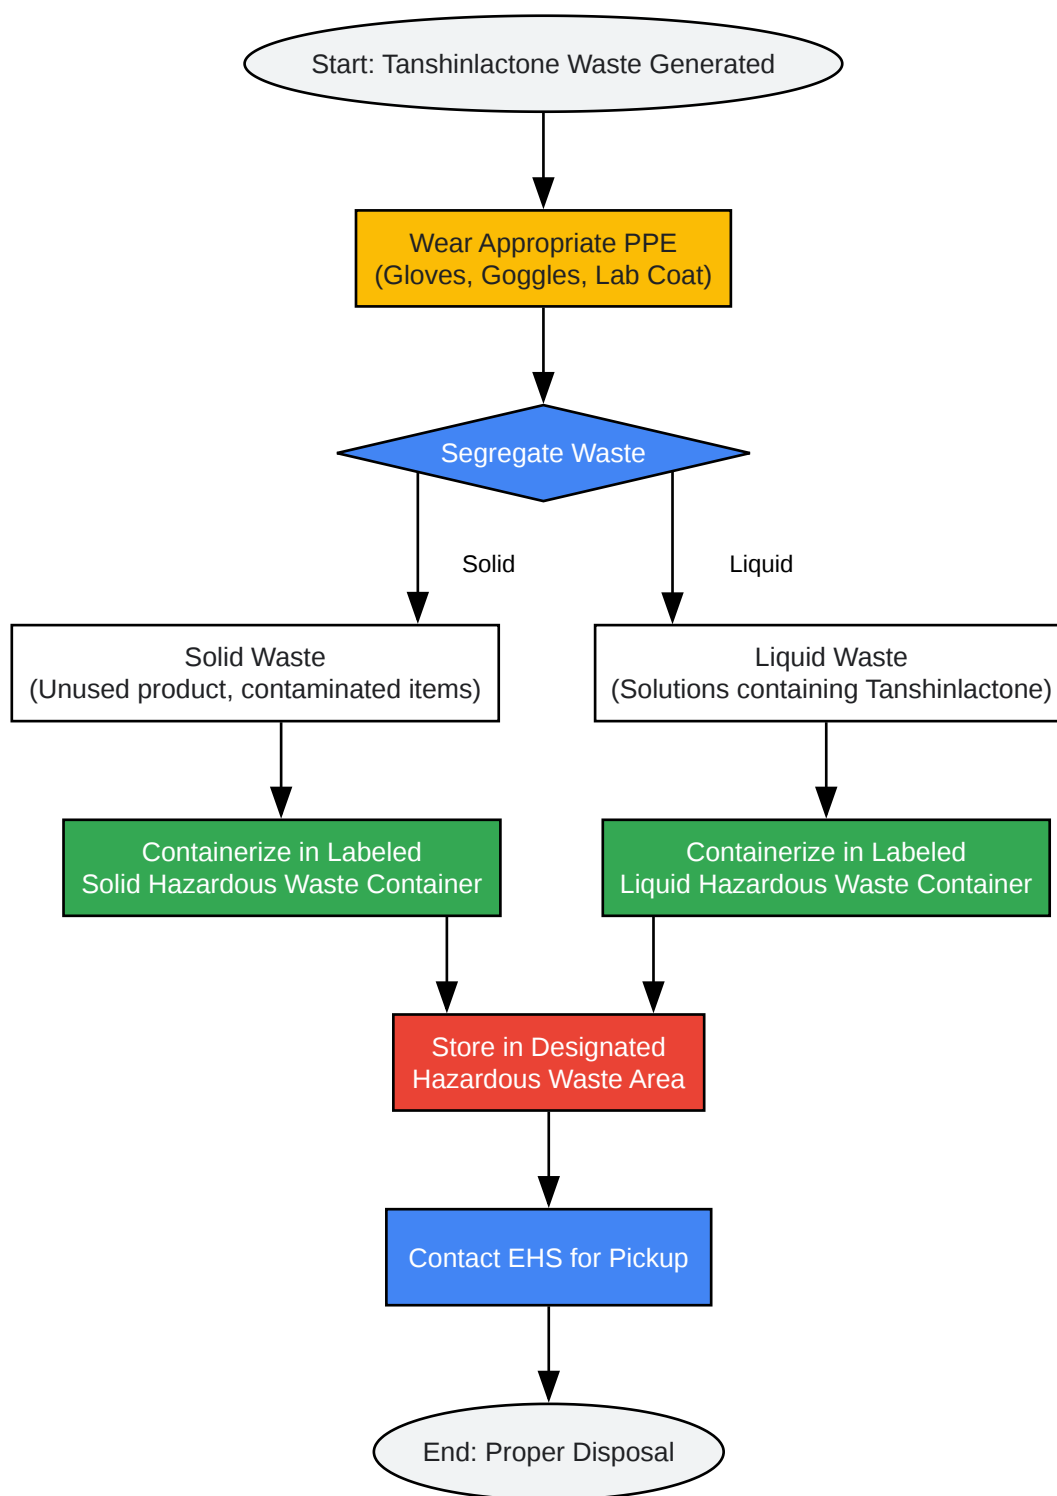 Start: Tanshinlactone Waste Generated
Wear Appropriate PPE
(Gloves, Goggles, Lab Coat)
Segregate Waste
Solid
Liquid
Solid Waste
(Unused product, contaminated items)
Liquid Waste
(Solutions containing Tanshinlactone)
Containerize in Labeled
Solid Hazardous Waste Container
Containerize in Labeled
Liquid Hazardous Waste Container
Store in Designated
Hazardous Waste Area
Contact EHS for Pickup
End: Proper Disposal